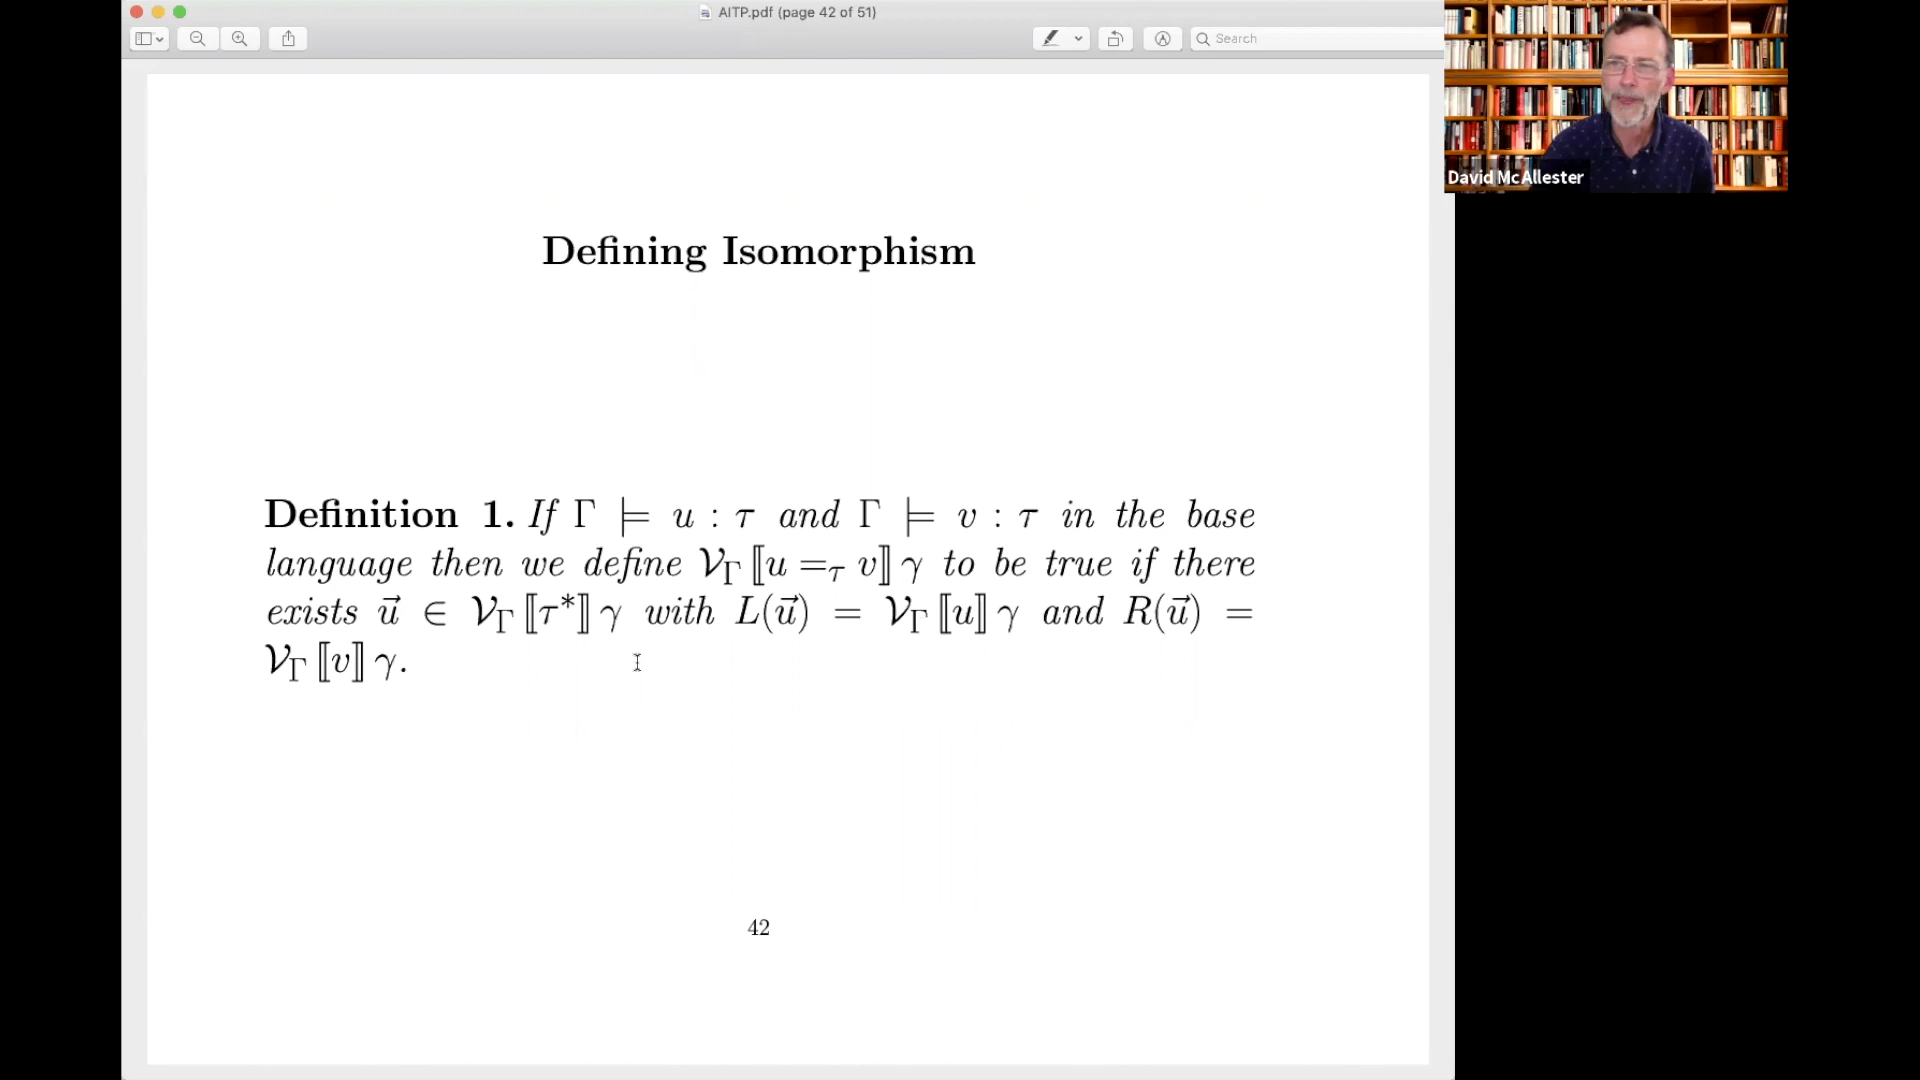 AITP.pdf (page 42 of 51)
Search
David McAllester
Defining Isomorphism
Definition 1. If Γ ⊨ u : τ and Γ ⊨ v : τ in the base
language then we define 𝒱_Γ ⟦u =_τ v⟧ γ to be true if there
exists u⃗ ∈ 𝒱_Γ ⟦τ*⟧ γ with L(u⃗) = 𝒱_Γ ⟦u⟧ γ and R(u⃗) =
𝒱_Γ ⟦v⟧ γ.
42